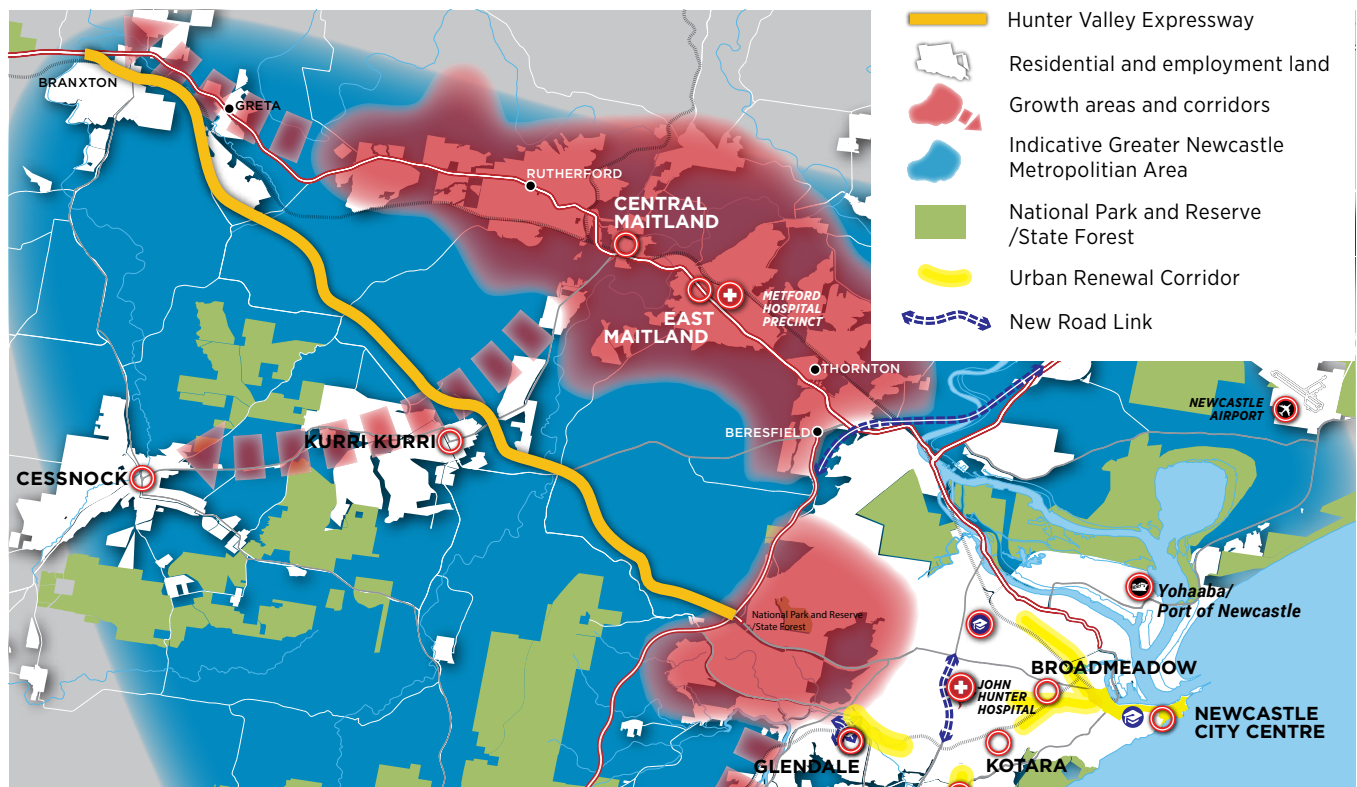 Hunter Valley Expressway
Residential and employment land
Growth areas and corridors
Indicative Greater Newcastle
Metropolitian Area
National Park and Reserve
/State Forest
Urban Renewal Corridor
New Road Link
BRANXTON
GRETA
RUTHERFORD
CENTRAL
MAITLAND
EAST
MAITLAND
METFORD
HOSPITAL
PRECINCT
THORNTON
BERESFIELD
NEWCASTLE
AIRPORT
KURRI KURRI
CESSNOCK
Yohaaba/
Port of Newcastle
National Park and Reserve
/State Forest
BROADMEADOW
JOHN
HUNTER
HOSPITAL
NEWCASTLE
CITY CENTRE
GLENDALE
KOTARA